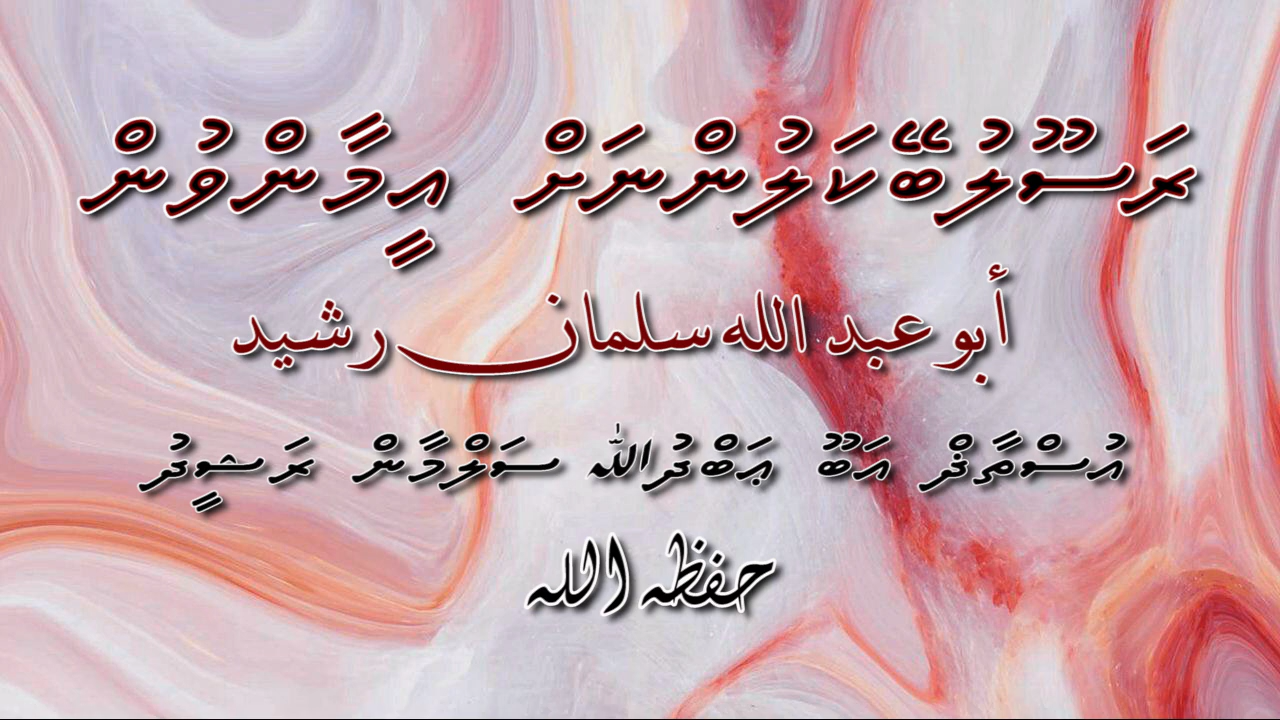 ރަސޫލުބޭކަލުންނަށް އީމާންވުން
أبو عبد الله سلمان رشيد
އުސްތާޛް އަބޫ ޢަބްދުﷲ ސަލްމާން ރަޝީދު
حفظه الله